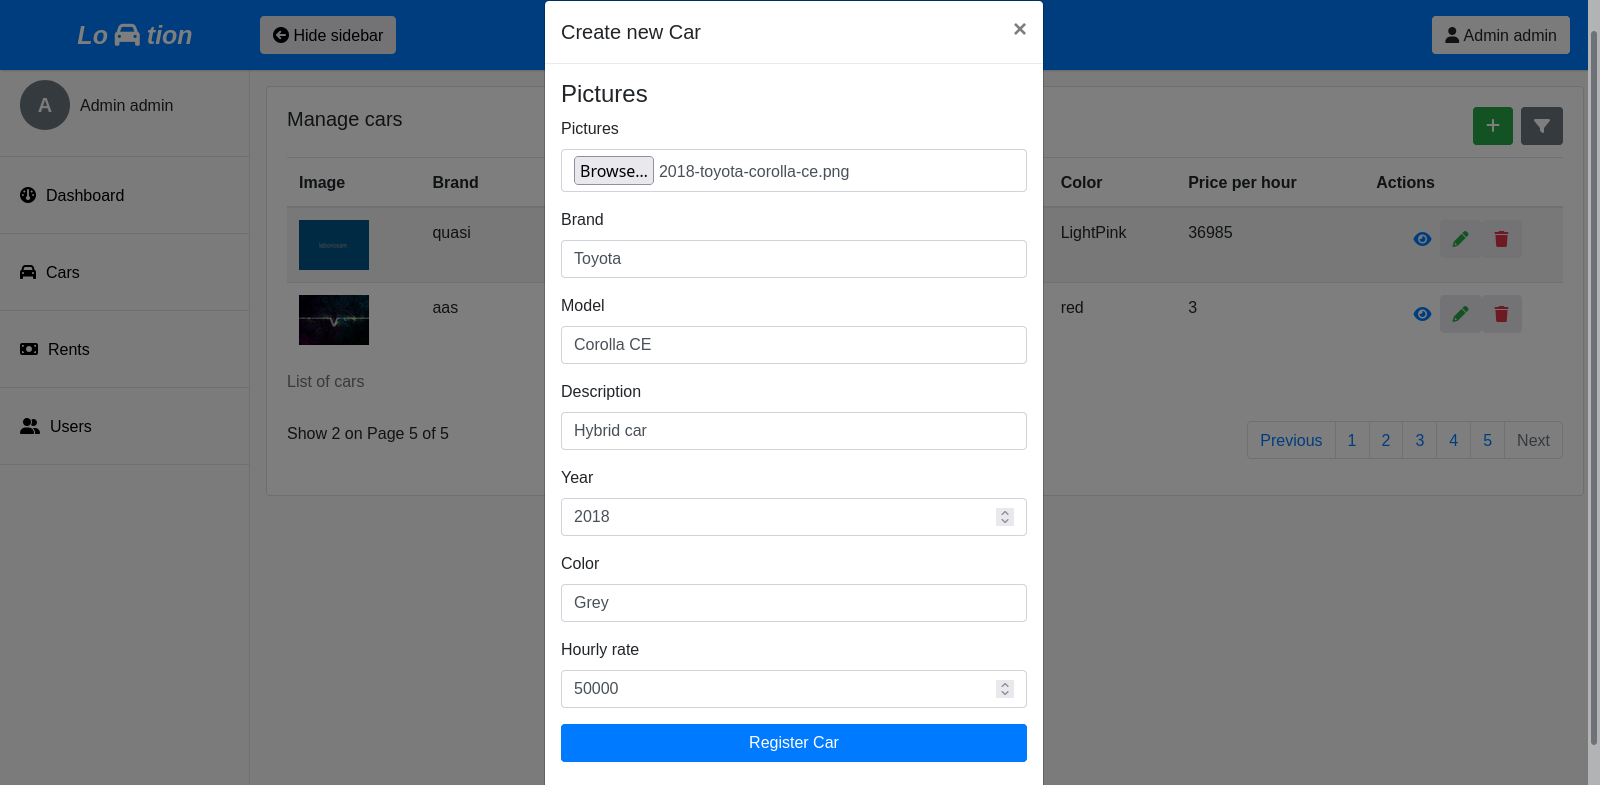 Lo tion
Hide sidebar
Admin admin
A
Admin admin
Dashboard
Cars
Rents
Users
Manage cars
Image Brand Color Price per hour Actions
quasi LightPink 36985
aas red 3
List of cars
Show 2 on Page 5 of 5
Previous 1 2 3 4 5 Next
Create new Car
×
Pictures
Pictures
Browse... 2018-toyota-corolla-ce.png
Brand
Toyota
Model
Corolla CE
Description
Hybrid car
Year
2018
Color
Grey
Hourly rate
50000
Register Car